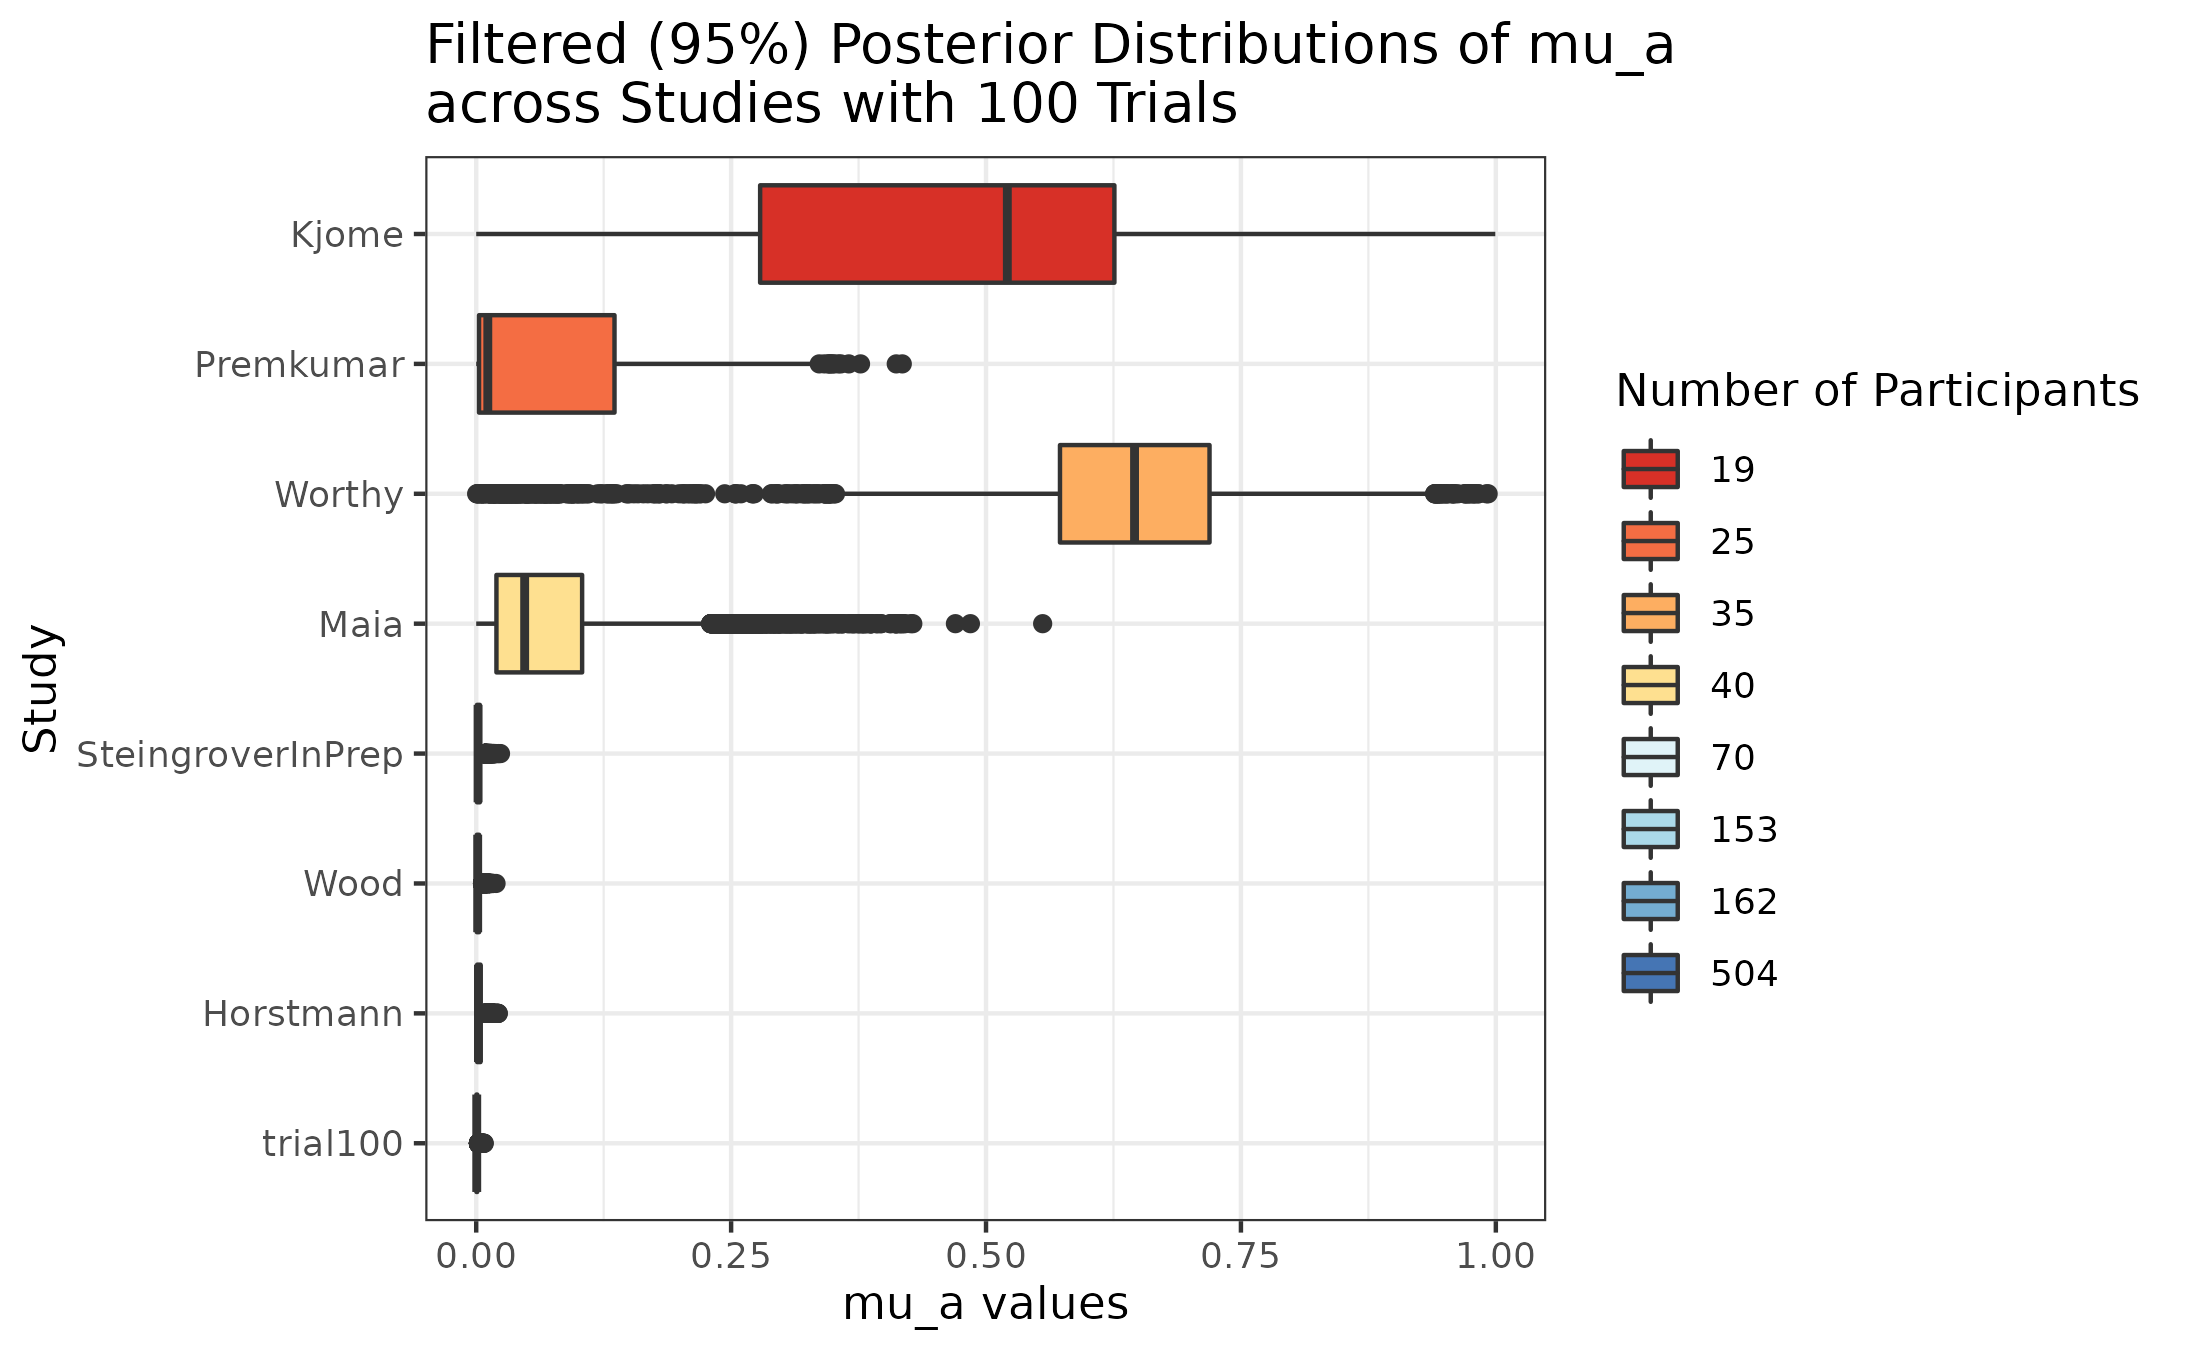 Filtered (95%) Posterior Distributions of mu_a
across Studies with 100 Trials
Study
Kjome
Premkumar
Worthy
Maia
SteingroverInPrep
Wood
Horstmann
trial100
0.00 0.25 0.50 0.75 1.00
mu_a values
Number of Participants
19
25
35
40
70
153
162
504